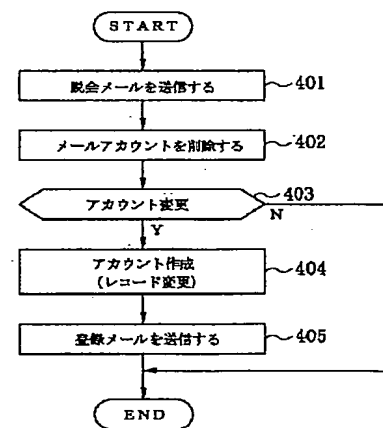 START
脱会メールを送信する
401
メールアカウントを削除する
402
アカウント変更
403
N
Y
アカウント作成
(レコード変更)
404
登録メールを送信する
405
END